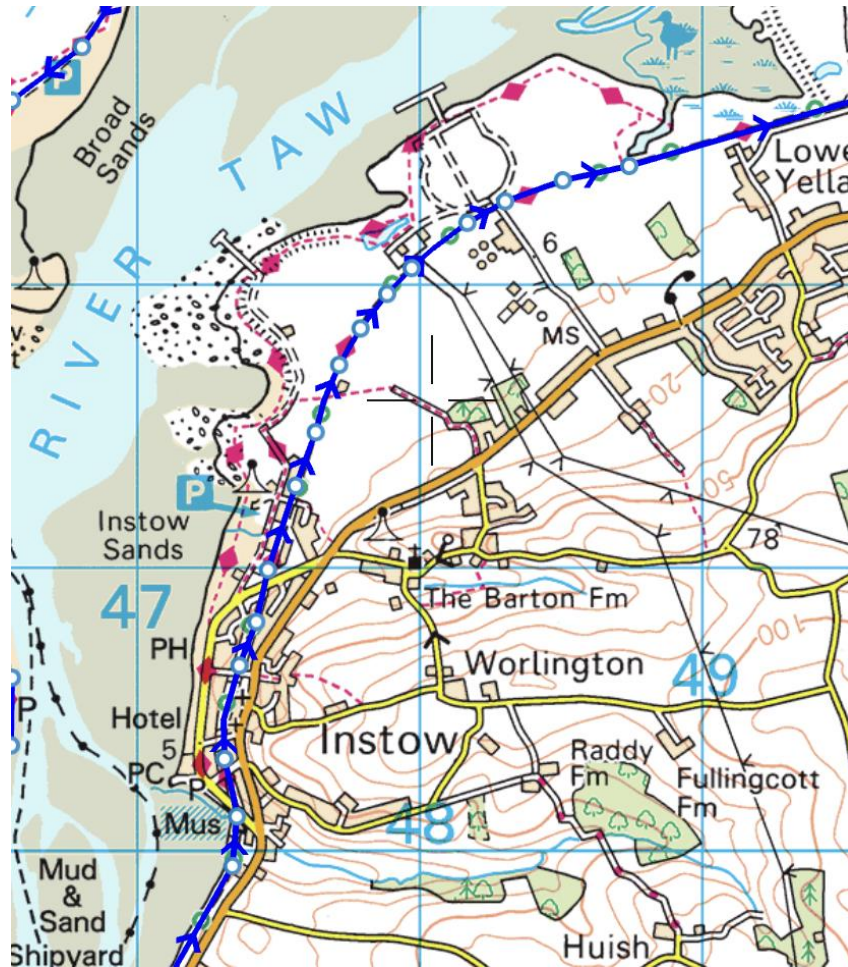 P
Broad
Sands
TAW
RIVER
Lowe
Yella
6
10
MS
20
50
P
Instow
Sands
78
47
The Barton Fm
100
PH
Worlington
49
P
Hotel
Instow
5
Raddy
Fm
Fullingcott
Fm
PC
P
Mus
48
Mud
&
Sand
Shipyard
Huish